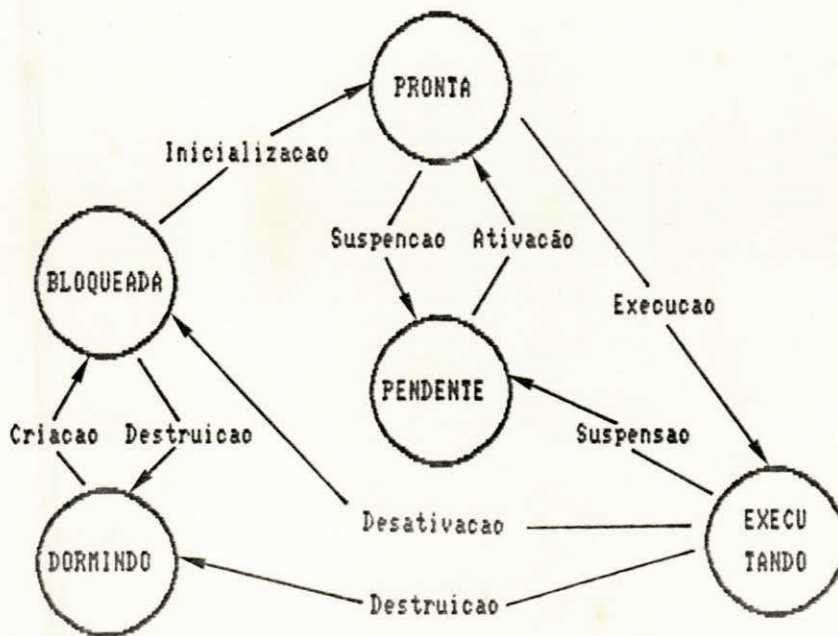 PRONTA
Inicializacao
Suspencao Ativacão
BLOQUEADA
Execucao
PENDENTE
Criacao Destruicao
Suspensao
Desativacao
EXECU
TANDO
DORMINDO
Destruicao